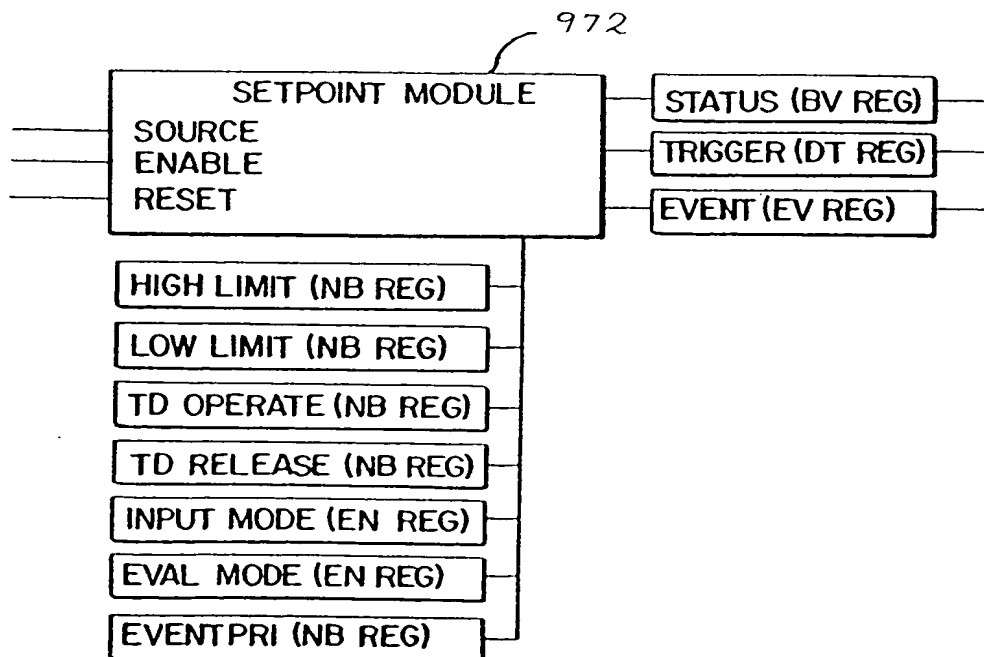 972
SETPOINT MODULE
SOURCE
ENABLE
RESET
STATUS (BV REG)
TRIGGER (DT REG)
EVENT (EV REG)
HIGH LIMIT (NB REG)
LOW LIMIT (NB REG)
TD OPERATE (NB REG)
TD RELEASE (NB REG)
INPUT MODE (EN REG)
EVAL MODE (EN REG)
EVENT PRI (NB REG)